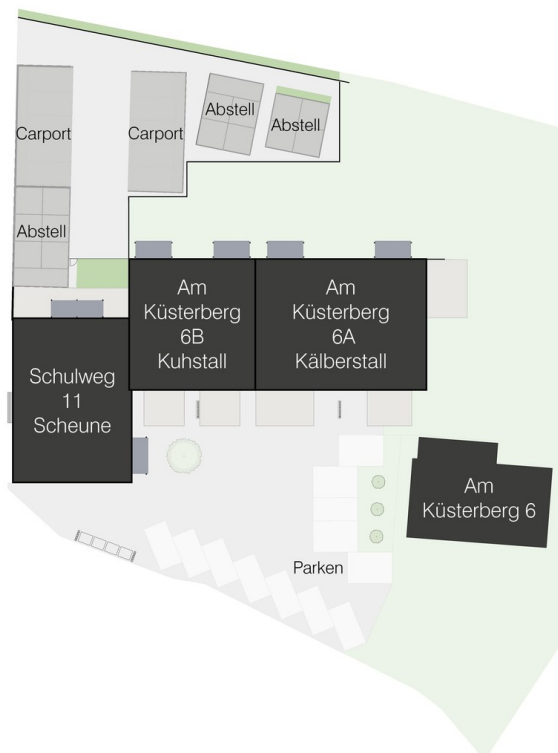 Abstell
Abstell
Carport
Carport
Abstell
Am
Küsterberg
6B
Kuhstall
Am
Küsterberg
6A
Kälberstall
Schulweg
11
Scheune
Am
Küsterberg 6
Parken